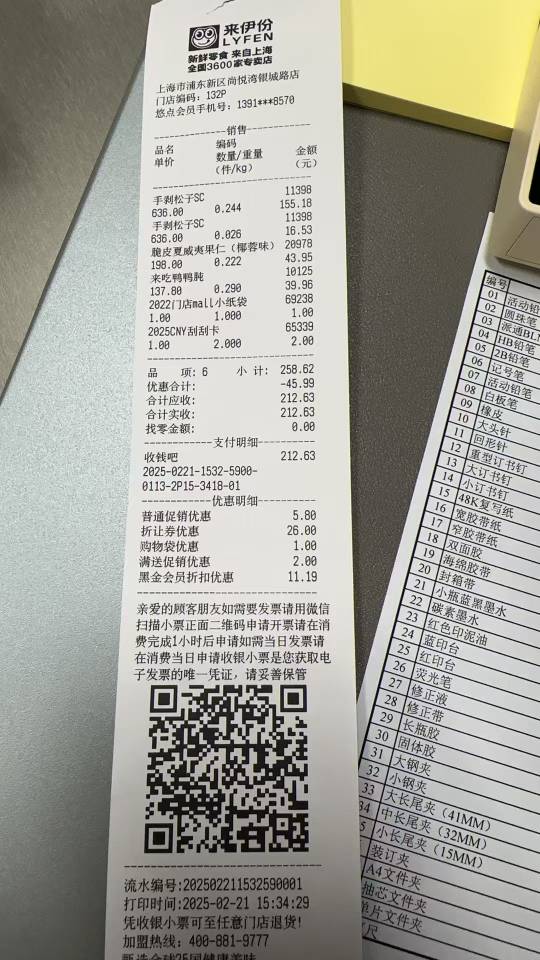 来伊份
LYFEN
新鲜零食 来自上海
全国3600家专卖店
上海市浦东新区尚悦湾银城路店
门店编码：132P
悠点会员手机号：1391***8570
销售
品名 编码 金额
单价 数量/重量 （元）
（件/kg）
手剥松子SC 11398
636.00 0.244 155.18
手剥松子SC 11398
636.00 0.026 16.53
脆皮夏威夷果仁（椰蓉味）20978
198.00 0.222 43.95
来吃鸭鸭肫 10125
137.80 0.290 39.96
2022门店mall小纸袋 69238
1.00 1.000 1.00
2025CNY刮刮卡 65339
1.00 2.000 2.00
品 项：6 小 计：258.62
优惠合计： -45.99
合计应收： 212.63
合计实收： 212.63
找零金额： 0.00
支付明细
收钱吧 212.63
2025-0221-1532-5900-
0113-2P15-3418-01
优惠明细
普通促销优惠 5.80
折让券优惠 26.00
购物袋优惠 1.00
满送促销优惠 2.00
黑金会员折扣优惠 11.19
亲爱的顾客朋友如需要发票请用微信
扫描小票正面二维码申请开票请在消
费完成1小时后申请如需当日发票请
在消费当日申请收银小票是您获取电
子发票的唯一凭证，请妥善保管
流水编号:202502211532590001
打印时间:2025-02-21 15:34:29
凭收银小票可至任意门店退货!
加盟热线：400-881-9777
甄选全球25国健康美味
编号
01 活动铅
02 圆珠笔
03 派通BLN
04 HB铅笔
05 2B铅笔
06 记号笔
07 活动铅笔
08 白板笔
09 橡皮
10 大头针
11 回形针
12 重型订书钉
13 大订书钉
14 小订书钉
15 48K复写纸
16 宽胶带纸
17 窄胶带纸
18 双面胶
19 海绵胶带
20 封箱带
21 小瓶蓝黑墨水
22 碳素墨水
23 红色印泥油
24 蓝印台
25 红印台
26 荧光笔
27 修正液
28 修正带
29 长瓶胶
30 固体胶
31 大钢夹
32 小钢夹
33 大长尾夹（41MM）
34 中长尾夹（32MM）
小长尾夹（15MM）
装订夹
A4文件夹
抽芯文件夹
单片文件夹
尺